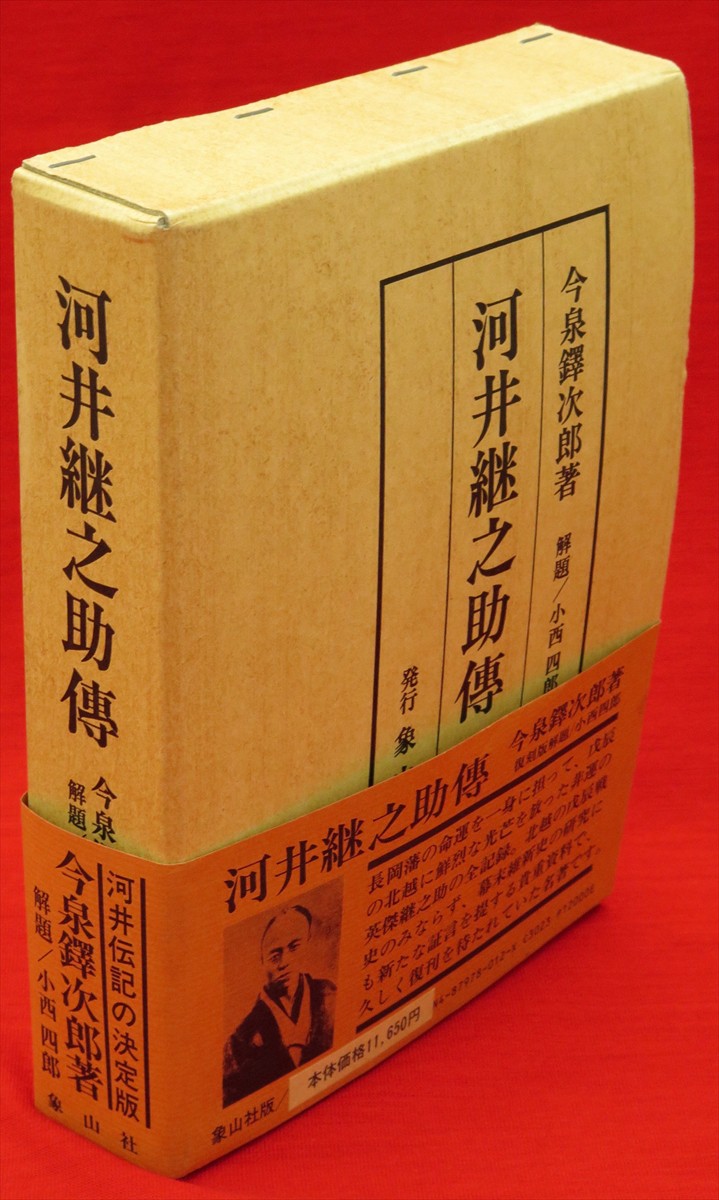 今泉鐸次郎著 解題/小西四郎
河井継之助傳
発行 象
河井継之助傳
今泉
解題
河井継之助傳
今泉鐸次郎著
復刻版解題/小西四郎
長岡藩の命運を一身に担って、戊辰
の北越に鮮烈な光芒を放った非運の
英傑継之助の全記録。北越の戊辰戦
史のみならず、幕末維新史の研究に
も新たな証言を提する貴重資料で、
久しく復刊を待たれていた名著です。
象山社版/
本体価格11,650円
4-87978-012-X C3023 P12000E
河井伝記の決定版
今泉鐸次郎著
解題/小西四郎
象山社